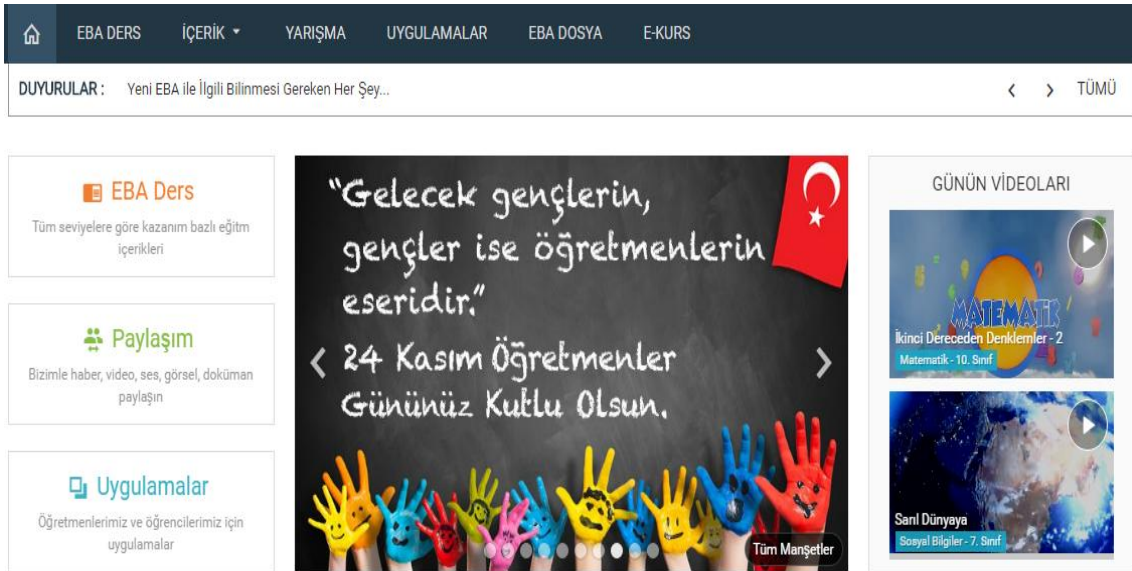 EBA DERS İÇERİK YARIŞMA UYGULAMALAR EBA DOSYA E-KURS
DUYURULAR : Yeni EBA ile İlgili Bilinmesi Gereken Her Şey... TÜMÜ
EBA Ders
Tüm seviyelere göre kazanım bazlı eğitm
içerikleri
Paylaşım
Bizimle haber, video, ses, görsel, doküman
paylaşın
Uygulamalar
Öğretmenlerimiz ve öğrencilerimiz için
uygulamalar
"Gelecek gençlerin,
gençler ise öğretmenlerin
eseridir."
24 Kasım Öğretmenler
Gününüz Kutlu Olsun.
Tüm Manşetler
GÜNÜN VİDEOLARI
MATEMATİK
İkinci Dereceden Denklemler - 2
Matematik - 10. Sınıf
Sarıl Dünyaya
Sosyal Bilgiler - 7. Sınıf